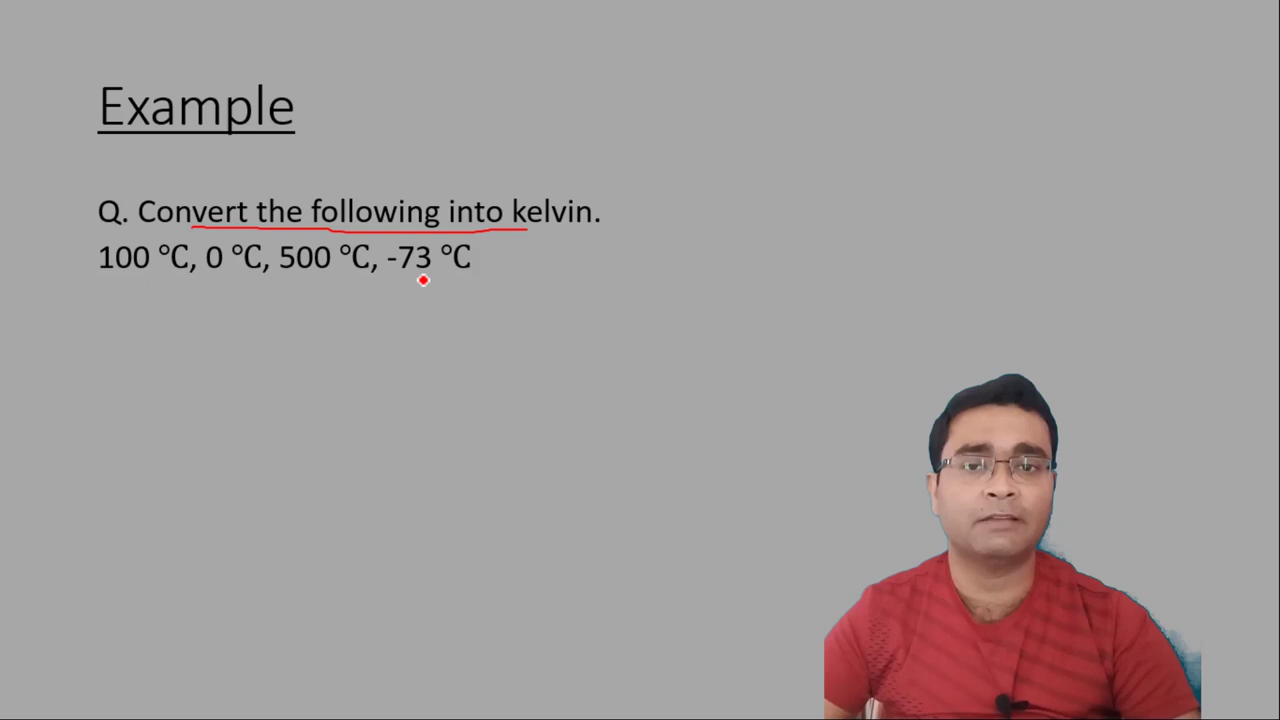 Example
Q. Convert the following into kelvin.
100 ℃, 0 ℃, 500 ℃, -73 ℃